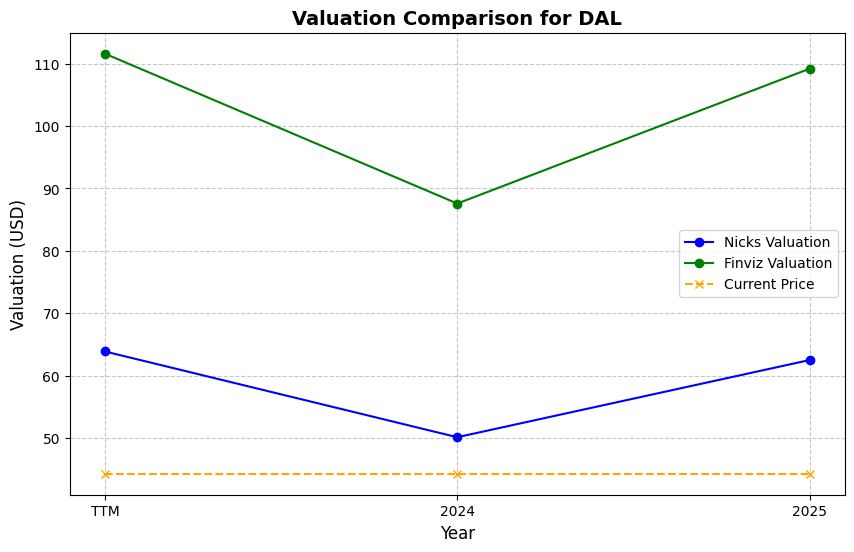 Valuation Comparison for DAL
Valuation (USD)
110
100
90
80
70
60
50
Nicks Valuation
Finviz Valuation
Current Price
TTM
2024
2025
Year